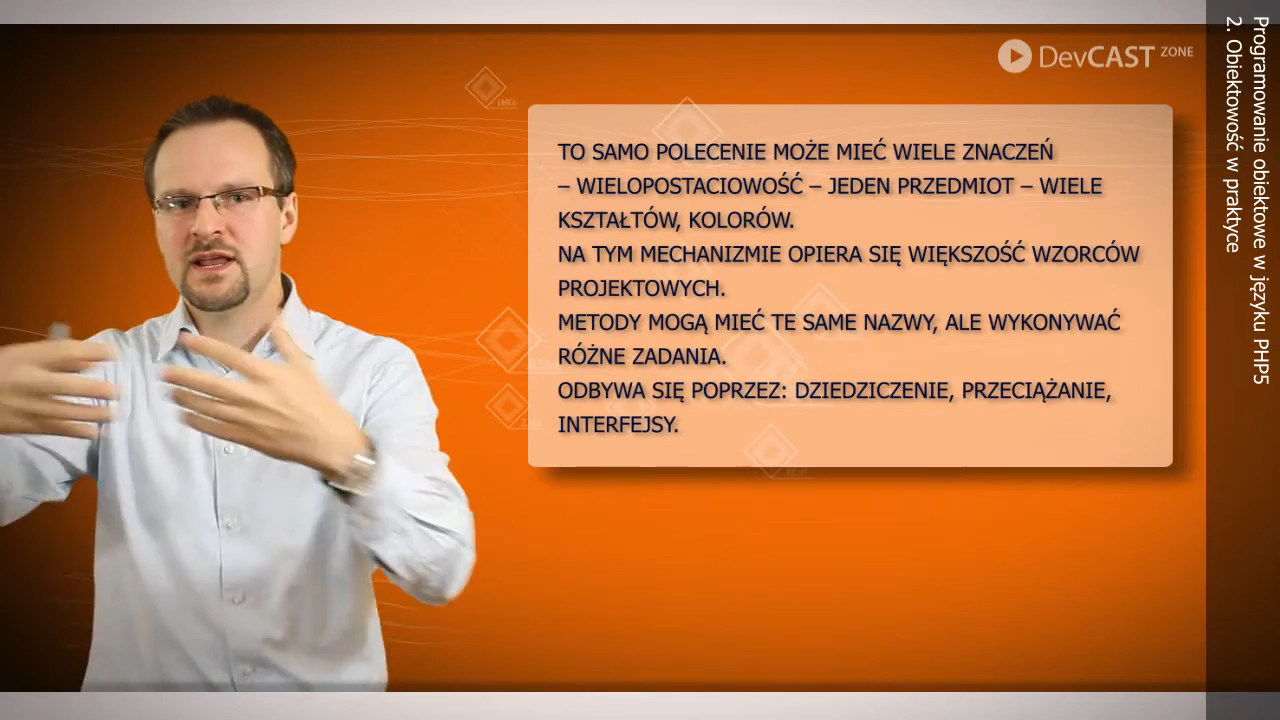 DevCAST ZONE
TO SAMO POLECENIE MOŻE MIEĆ WIELE ZNACZEŃ
– WIELOPOSTACIOWOŚĆ – JEDEN PRZEDMIOT – WIELE
KSZTAŁTÓW, KOLORÓW.
NA TYM MECHANIZMIE OPIERA SIĘ WIĘKSZOŚĆ WZORCÓW
PROJEKTOWYCH.
METODY MOGĄ MIEĆ TE SAME NAZWY, ALE WYKONYWAĆ
RÓŻNE ZADANIA.
ODBYWA SIĘ POPRZEZ: DZIEDZICZENIE, PRZECIĄŻANIE,
INTERFEJSY.
Programowanie obiektowe w języku PHP5
2. Obiektowość w praktyce